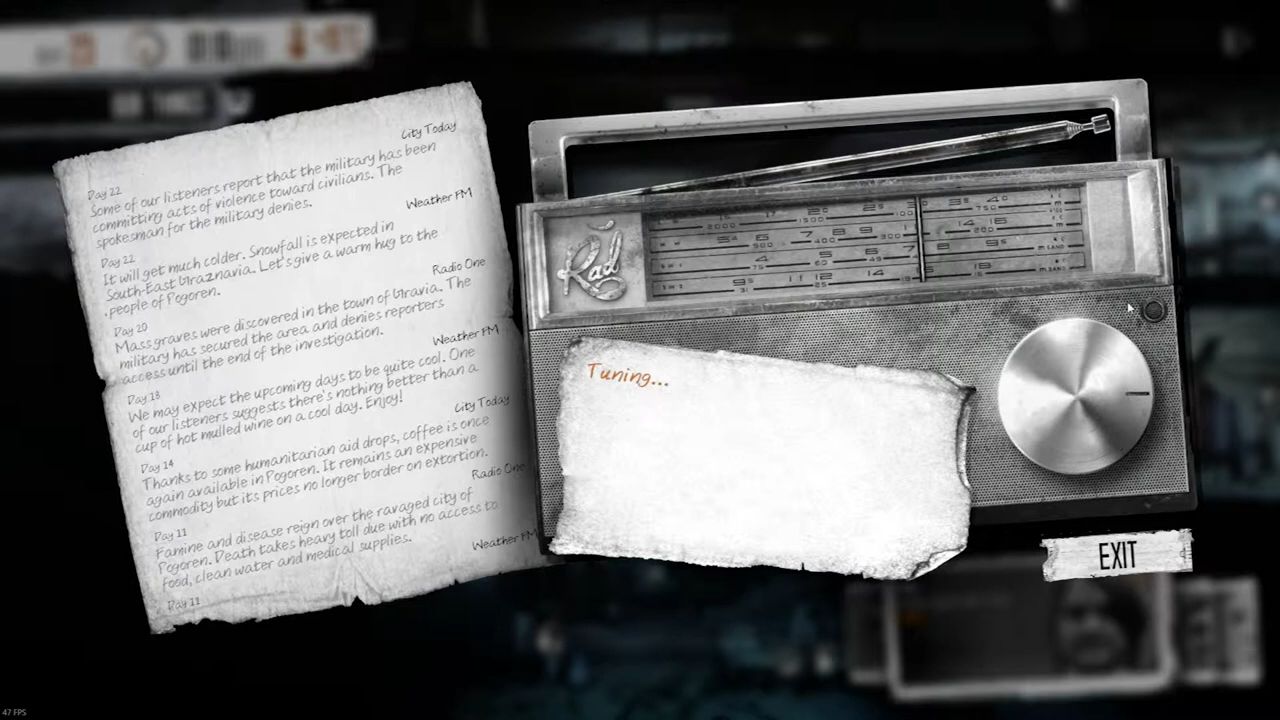 City Today
Day 22
Some of our listeners report that the military has been
committing acts of violence toward civilians. The
spokesman for the military denies.
Weather FM
Day 22
It will get much colder. Snowfall is expected in
South-East Graznavia. Let's give a warm hug to the
people of Pogoren.
Radio One
Day 20
Mass graves were discovered in the town of Gravia. The
military has secured the area and denies reporters
access until the end of the investigation.
Weather FM
Day 18
We may expect the upcoming days to be quite cool. One
of our listeners suggests there's nothing better than a
cup of hot mulled wine on a cool day. Enjoy!
City Today
Day 14
Thanks to some humanitarian aid drops, coffee is once
again available in Pogoren. It remains an expensive
commodity but its prices no longer border on extortion.
Radio One
Day 11
Famine and disease reign over the ravaged city of
Pogoren. Death takes heavy toll due with no access to
food, clean water and medical supplies.
Weather FM
Day 11
Rad
Tuning...
EXIT
47 FPS